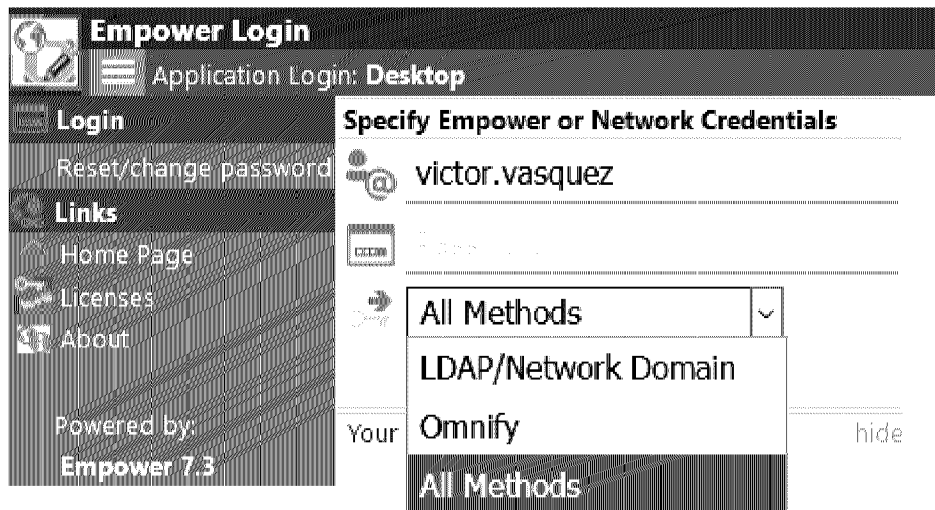 Empower Login
Application Login: Desktop
Login
Reset/change password
Links
Home Page
Licenses
About
Powered by:
Empower 7.3
Specify Empower or Network Credentials
victor.vasquez
All Methods
LDAP/Network Domain
Omnify
All Methods
Your
hide